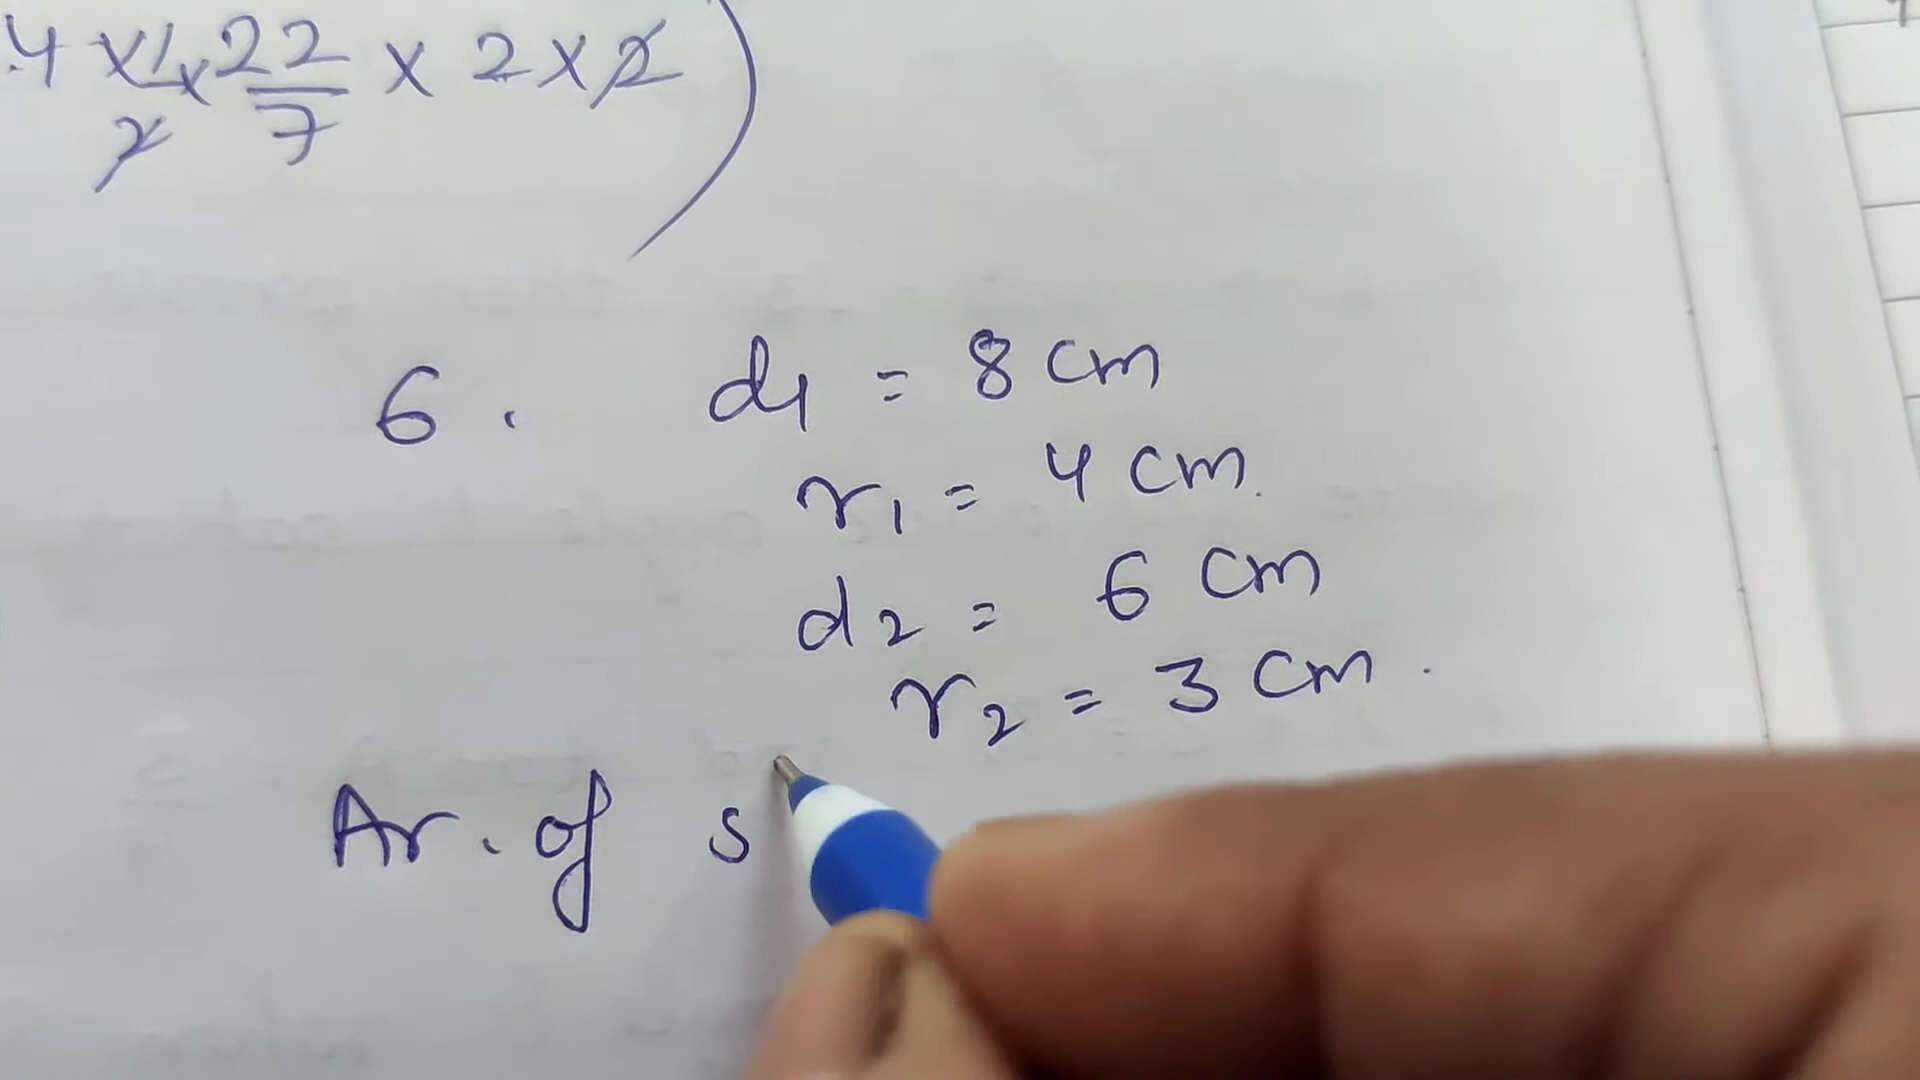 .4 × 1/2 × 22/7 × 2 × 2)
6. d1 = 8 cm
r1 = 4 cm.
d2 = 6 cm
r2 = 3 cm.
Ar. of s